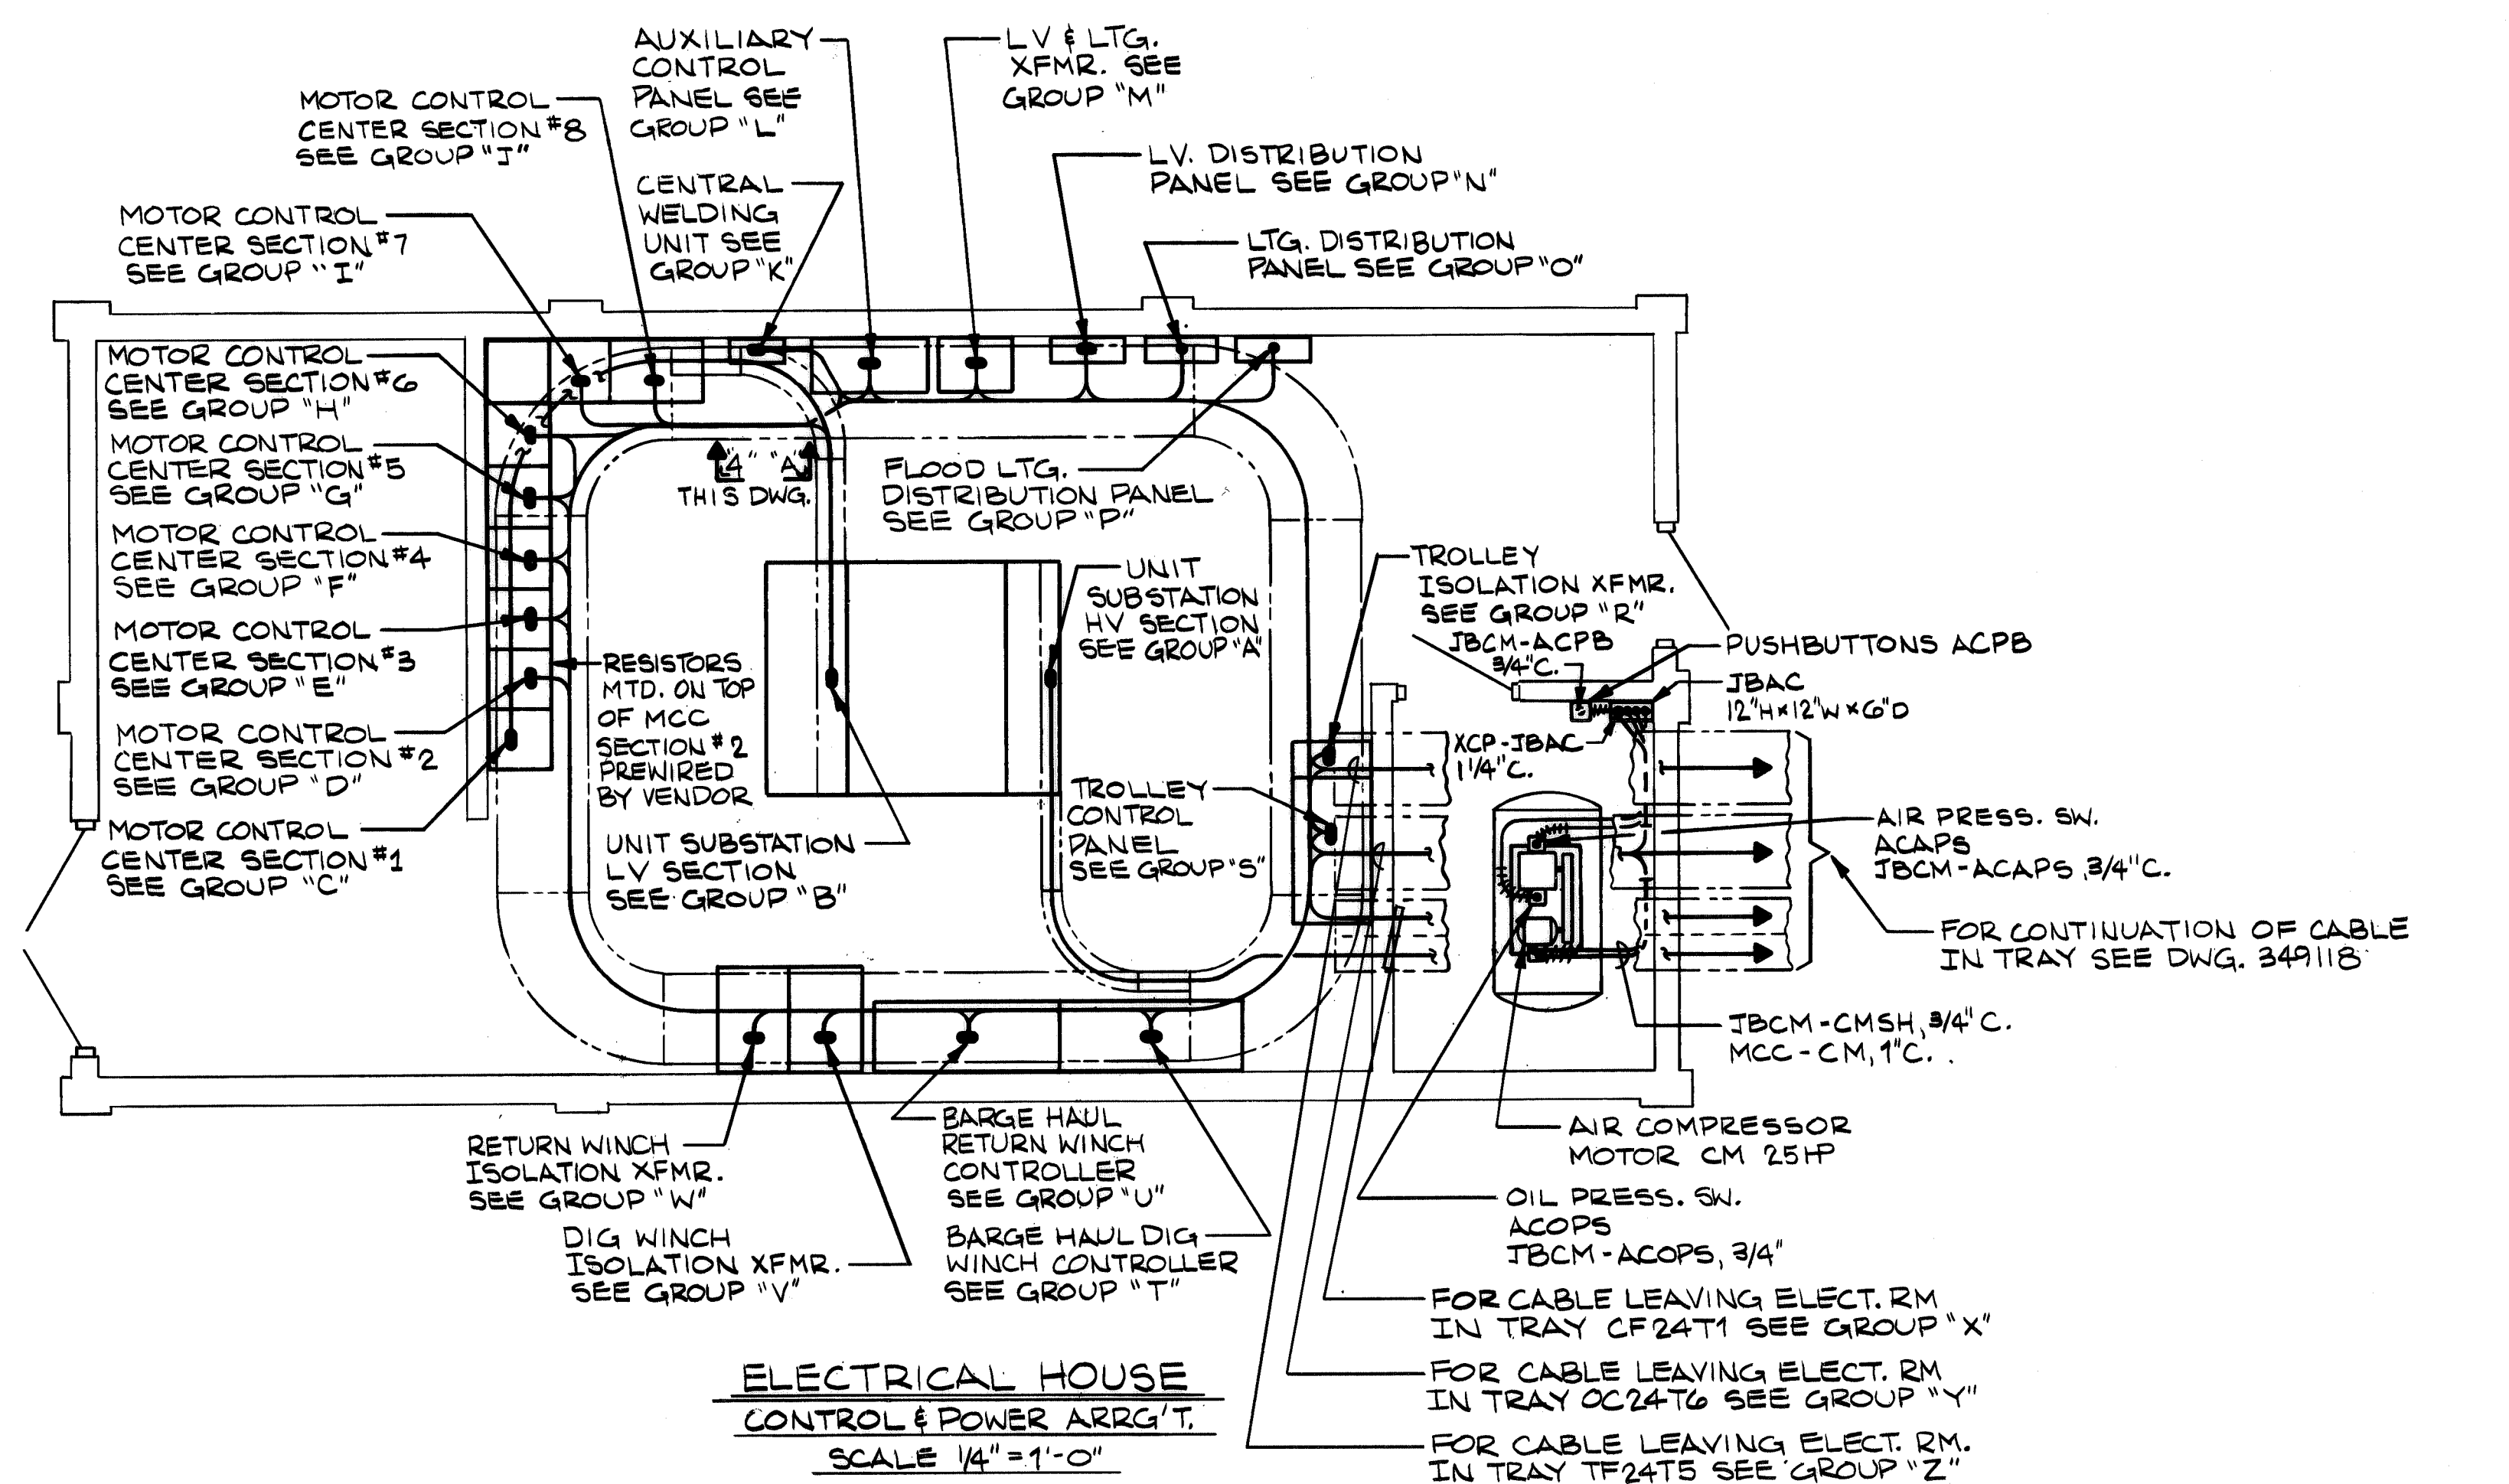 AUXILIARY
CONTROL
PANEL SEE
GROUP "L"
LV & LTG.
XFMR. SEE
GROUP "M"
MOTOR CONTROL
CENTER SECTION #8
SEE GROUP "J"
LV. DISTRIBUTION
PANEL SEE GROUP "N"
CENTRAL
WELDING
UNIT SEE
GROUP "K"
MOTOR CONTROL
CENTER SECTION #7
SEE GROUP "I"
LTG. DISTRIBUTION
PANEL SEE GROUP "O"
MOTOR CONTROL
CENTER SECTION #6
SEE GROUP "H"
MOTOR CONTROL
CENTER SECTION #5
SEE GROUP "G"
"A"
THIS DWG.
FLOOD LTG.
DISTRIBUTION PANEL
SEE GROUP "P"
MOTOR CONTROL
CENTER SECTION #4
SEE GROUP "F"
UNIT
SUBSTATION
HV SECTION
SEE GROUP "A"
TROLLEY
ISOLATION XFMR.
SEE GROUP "R"
JBCM-ACPB
3/4"C.
PUSHBUTTONS ACPB
JBAC
12"H×12"W×6"D
MOTOR CONTROL
CENTER SECTION #3
SEE GROUP "E"
RESISTORS
MTD. ON TOP
OF MCC
SECTION #2
PREWIRED
BY VENDOR
XCP-JBAC
1 1/4"C.
MOTOR CONTROL
CENTER SECTION #2
SEE GROUP "D"
TROLLEY
CONTROL
PANEL
SEE GROUP "S"
MOTOR CONTROL
CENTER SECTION #1
SEE GROUP "C"
UNIT SUBSTATION
LV SECTION
SEE GROUP "B"
AIR PRESS. SW.
ACAPS
JBCM-ACAPS, 3/4"C.
FOR CONTINUATION OF CABLE
IN TRAY SEE DWG. 349118
JBCM-CMSH, 3/4"C.
MCC-CM, 1"C.
RETURN WINCH
ISOLATION XFMR.
SEE GROUP "W"
BARGE HAUL
RETURN WINCH
CONTROLLER
SEE GROUP "U"
AIR COMPRESSOR
MOTOR CM 25HP
OIL PRESS. SW.
ACOPS
JBCM-ACOPS, 3/4"
DIG WINCH
ISOLATION XFMR.
SEE GROUP "V"
BARGE HAUL DIG
WINCH CONTROLLER
SEE GROUP "T"
FOR CABLE LEAVING ELECT. RM
IN TRAY CF24T1 SEE GROUP "X"
FOR CABLE LEAVING ELECT. RM
IN TRAY OC24T6 SEE GROUP "Y"
FOR CABLE LEAVING ELECT. RM.
IN TRAY TF24T5 SEE GROUP "Z"
ELECTRICAL HOUSE
CONTROL & POWER ARRG'T.
SCALE 1/4" = 1'-0"